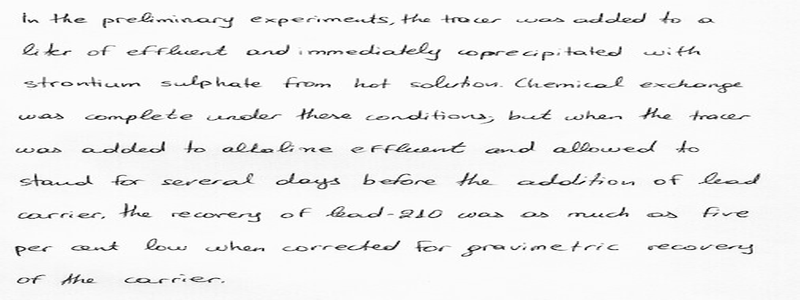 In the preliminary experiments, the tracer was added to a
liter of effluent and immediately coprecipitated with
strontium sulphate from hot solution. Chemical exchange
was complete under these conditions, but when the tracer
was added to alkaline effluent and allowed to
stand for several days before the addition of lead
carrier, the recovery of lead-210 was as much as five
per cent low when corrected for gravimetric recovery
of the carrier.